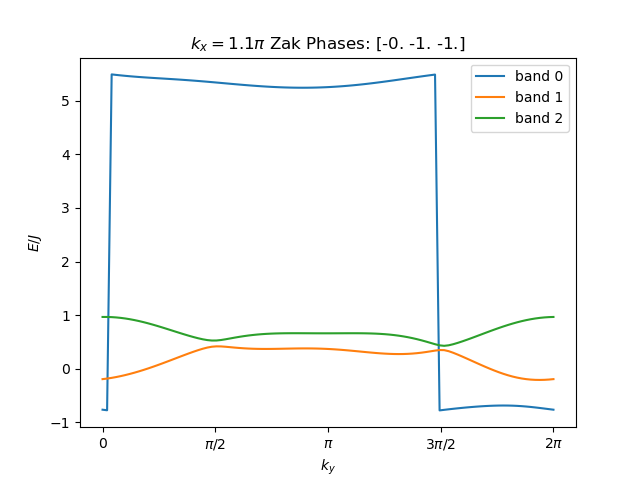 $k_x = 1.1\pi$ Zak Phases: [-0. -1. -1.]
band 0
band 1
band 2
5
4
3
2
1
0
−1
E/J
0
π/2
π
3π/2
2π
$k_y$